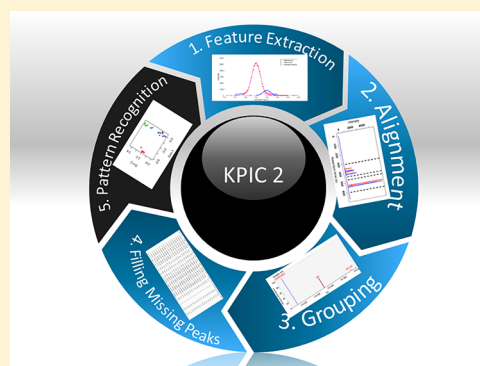 1. Feature Extraction
2. Alignment
3. Grouping
4. Filling Missing Peaks
5. Pattern Recognition
KPIC 2